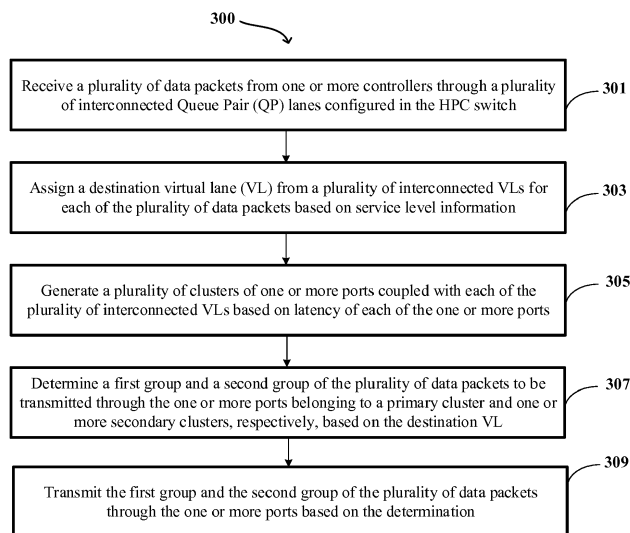 300
Receive a plurality of data packets from one or more controllers through a plurality
of interconnected Queue Pair (QP) lanes configured in the HPC switch
301
Assign a destination virtual lane (VL) from a plurality of interconnected VLs for
each of the plurality of data packets based on service level information
303
Generate a plurality of clusters of one or more ports coupled with each of the
plurality of interconnected VLs based on latency of each of the one or more ports
305
Determine a first group and a second group of the plurality of data packets to be
transmitted through the one or more ports belonging to a primary cluster and one or
more secondary clusters, respectively, based on the destination VL
307
Transmit the first group and the second group of the plurality of data packets
through the one or more ports based on the determination
309